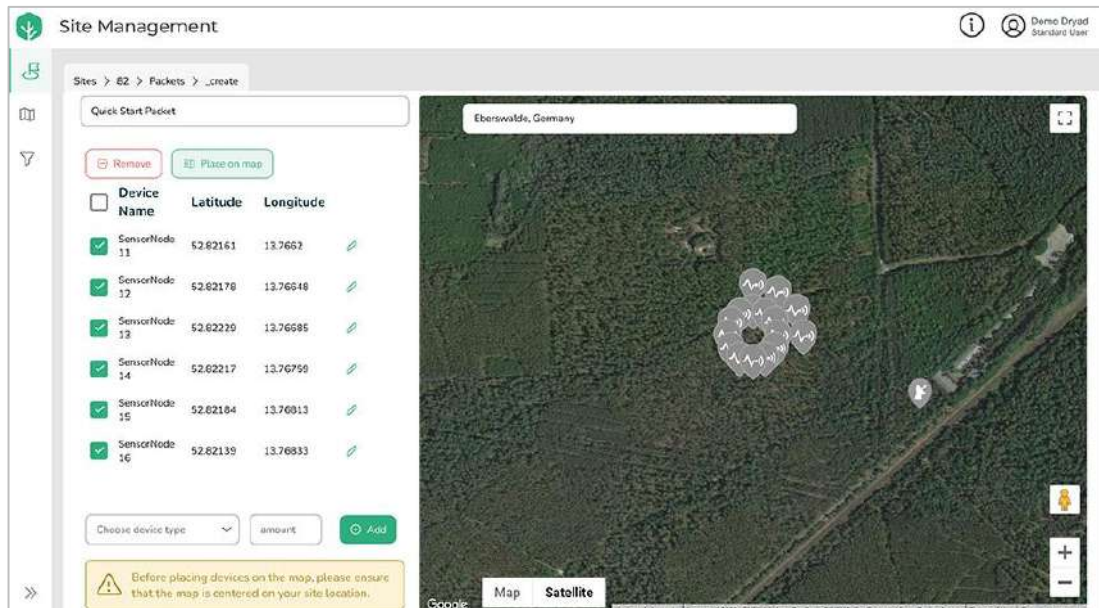 Site Management
Demo Dryad
Standard User
Sites > 82 > Packets > _create
Quick Start Packet
Remove
Place on map
Device Name Latitude Longitude
SensorNode 11 52.82161 13.7662
SensorNode 12 52.82178 13.76648
SensorNode 13 52.82229 13.76685
SensorNode 14 52.82217 13.76759
SensorNode 15 52.82184 13.76813
SensorNode 16 52.82139 13.76833
Choose device type
amount
Add
Before placing devices on the map, please ensure
that the map is centered on your site location.
Eberswalde, Germany
Google
Map
Satellite